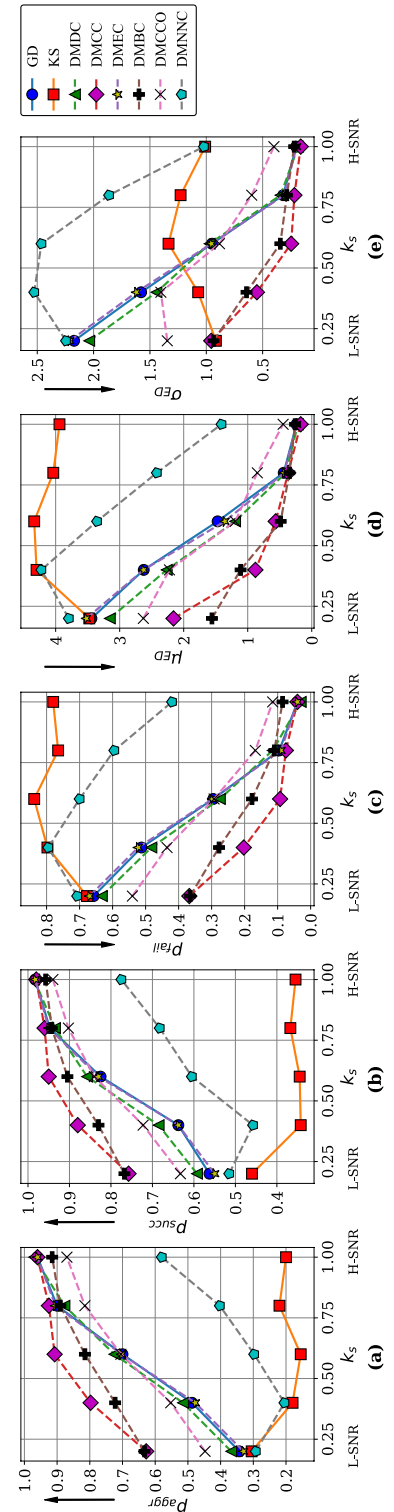 1.0
0.9
0.8
0.7
0.6
0.5
0.4
0.3
0.2
p_aggr
0.25 0.50 0.75 1.00
L-SNR k_s H-SNR
(a)
1.0
0.9
0.8
0.7
0.6
0.5
0.4
p_succ
0.25 0.50 0.75 1.00
L-SNR k_s H-SNR
(b)
0.8
0.7
0.6
0.5
0.4
0.3
0.2
0.1
0.0
p_fail
0.25 0.50 0.75 1.00
L-SNR k_s H-SNR
(c)
4
3
2
1
0
μ_ED
0.25 0.50 0.75 1.00
L-SNR k_s H-SNR
(d)
2.5
2.0
1.5
1.0
0.5
σ_ED
0.25 0.50 0.75 1.00
L-SNR k_s H-SNR
(e)
GD
KS
DMDC
DMCC
DMEC
DMBC
DMCCO
DMNNC